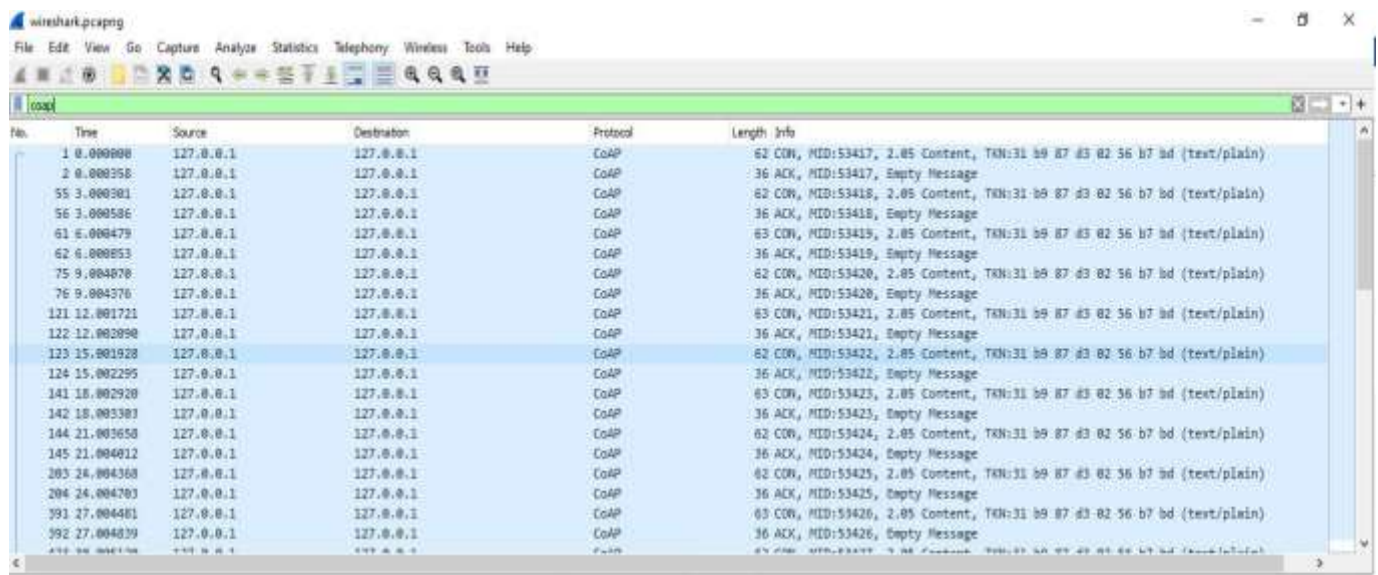 wireshark.pcapng
File Edit View Go Capture Analyze Statistics Telephony Wireless Tools Help
coap
No. Time Source Destination Protocol Length Info
1 0.000000 127.0.0.1 127.0.0.1 CoAP 62 CON, MID:53417, 2.05 Content, TKN:31 b9 87 d3 02 56 b7 bd (text/plain)
2 0.000358 127.0.0.1 127.0.0.1 CoAP 36 ACK, MID:53417, Empty Message
55 3.000301 127.0.0.1 127.0.0.1 CoAP 62 CON, MID:53418, 2.05 Content, TKN:31 b9 87 d3 02 56 b7 bd (text/plain)
56 3.000586 127.0.0.1 127.0.0.1 CoAP 36 ACK, MID:53418, Empty Message
61 6.000479 127.0.0.1 127.0.0.1 CoAP 63 CON, MID:53419, 2.05 Content, TKN:31 b9 87 d3 02 56 b7 bd (text/plain)
62 6.000853 127.0.0.1 127.0.0.1 CoAP 36 ACK, MID:53419, Empty Message
75 9.004070 127.0.0.1 127.0.0.1 CoAP 62 CON, MID:53420, 2.05 Content, TKN:31 b9 87 d3 02 56 b7 bd (text/plain)
76 9.004376 127.0.0.1 127.0.0.1 CoAP 36 ACK, MID:53420, Empty Message
121 12.001721 127.0.0.1 127.0.0.1 CoAP 63 CON, MID:53421, 2.05 Content, TKN:31 b9 87 d3 02 56 b7 bd (text/plain)
122 12.002090 127.0.0.1 127.0.0.1 CoAP 36 ACK, MID:53421, Empty Message
123 15.001928 127.0.0.1 127.0.0.1 CoAP 62 CON, MID:53422, 2.05 Content, TKN:31 b9 87 d3 02 56 b7 bd (text/plain)
124 15.002295 127.0.0.1 127.0.0.1 CoAP 36 ACK, MID:53422, Empty Message
141 18.002920 127.0.0.1 127.0.0.1 CoAP 63 CON, MID:53423, 2.05 Content, TKN:31 b9 87 d3 02 56 b7 bd (text/plain)
142 18.003303 127.0.0.1 127.0.0.1 CoAP 36 ACK, MID:53423, Empty Message
144 21.003658 127.0.0.1 127.0.0.1 CoAP 62 CON, MID:53424, 2.05 Content, TKN:31 b9 87 d3 02 56 b7 bd (text/plain)
145 21.004012 127.0.0.1 127.0.0.1 CoAP 36 ACK, MID:53424, Empty Message
203 24.004368 127.0.0.1 127.0.0.1 CoAP 62 CON, MID:53425, 2.05 Content, TKN:31 b9 87 d3 02 56 b7 bd (text/plain)
204 24.004703 127.0.0.1 127.0.0.1 CoAP 36 ACK, MID:53425, Empty Message
391 27.004481 127.0.0.1 127.0.0.1 CoAP 63 CON, MID:53426, 2.05 Content, TKN:31 b9 87 d3 02 56 b7 bd (text/plain)
392 27.004839 127.0.0.1 127.0.0.1 CoAP 36 ACK, MID:53426, Empty Message